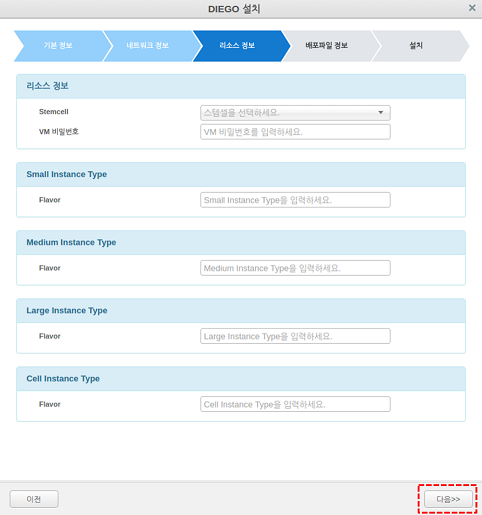 DIEGO 설치
×
기본 정보
네트워크 정보
리소스 정보
배포파일 정보
설치
리소스 정보
Stemcell
스템셀을 선택하세요.
VM 비밀번호
VM 비밀번호를 입력하세요.
Small Instance Type
Flavor
Small Instance Type을 입력하세요.
Medium Instance Type
Flavor
Medium Instance Type을 입력하세요.
Large Instance Type
Flavor
Large Instance Type을 입력하세요.
Cell Instance Type
Flavor
Cell Instance Type을 입력하세요.
이전
다음>>